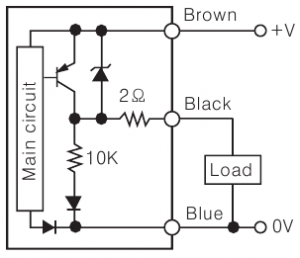 Brown
+V
Main circuit
2Ω
Black
10K
Load
Blue
0V